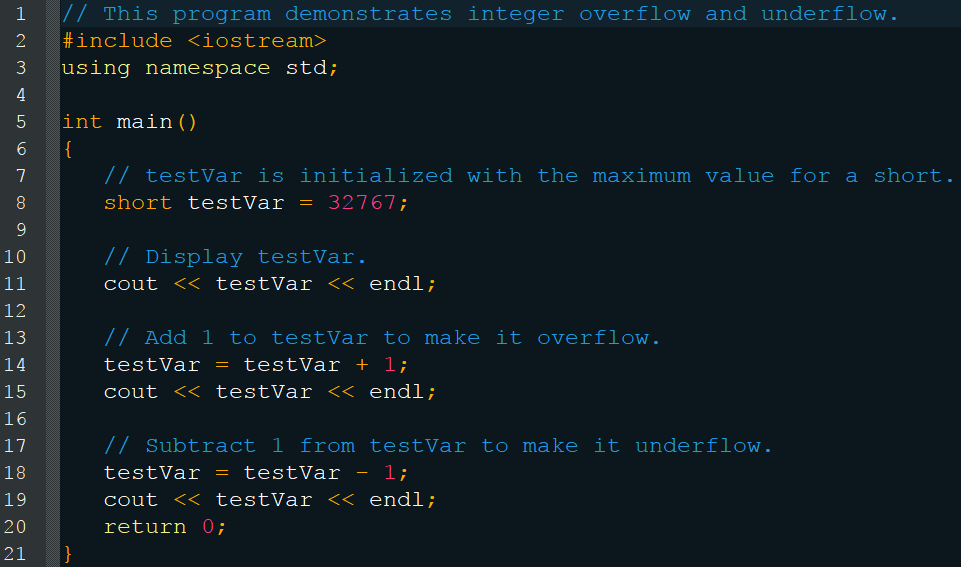 1 // This program demonstrates integer overflow and underflow.
2 #include <iostream>
3 using namespace std;
4
5 int main()
6 {
7    // testVar is initialized with the maximum value for a short.
8    short testVar = 32767;
9
10    // Display testVar.
11    cout << testVar << endl;
12
13    // Add 1 to testVar to make it overflow.
14    testVar = testVar + 1;
15    cout << testVar << endl;
16
17    // Subtract 1 from testVar to make it underflow.
18    testVar = testVar - 1;
19    cout << testVar << endl;
20    return 0;
21 }